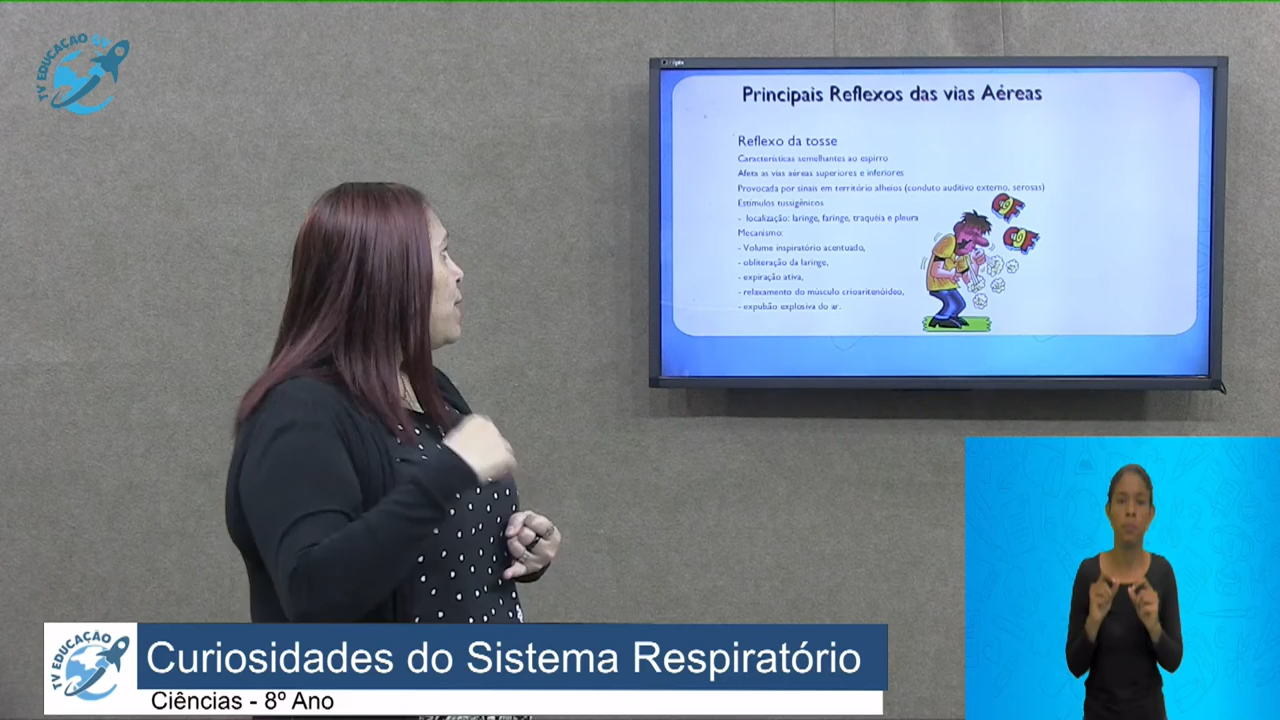 TV EDUCAÇÃO GV
Principais Reflexos das vias Aéreas
Reflexo da tosse
Características semelhantes ao espirro
Afeta as vias aéreas superiores e inferiores
Provocada por sinais em território alheios (conduto auditivo externo, serosas)
Estímulos tussigênicos
- localização: laringe, faringe, traquéia e pleura
Mecanismo:
- Volume inspiratório acentuado,
- obliteração da laringe,
- expiração ativa,
- relaxamento do músculo crioaritenóideo,
- expulsão explosiva do ar.
TV EDUCAÇÃO
Curiosidades do Sistema Respiratório
Ciências - 8º Ano